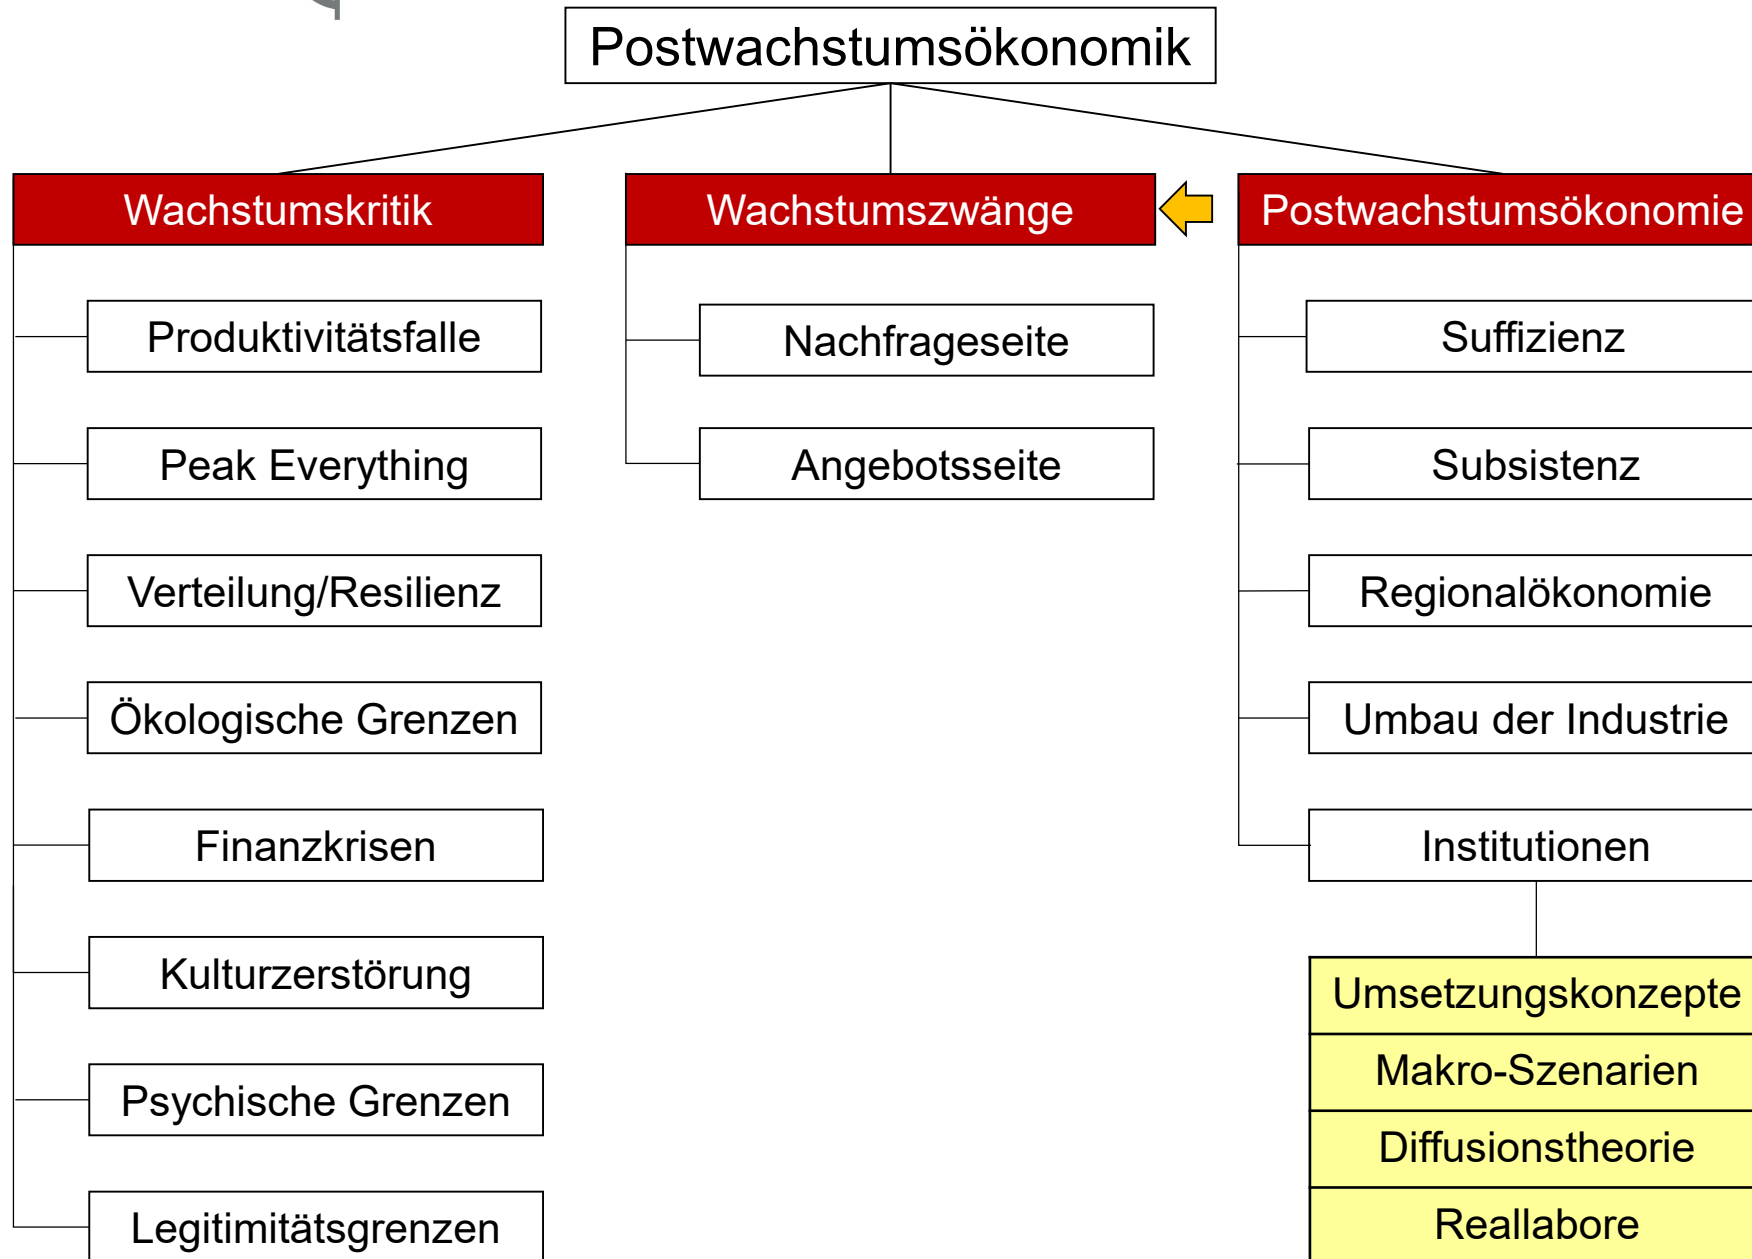 Postwachstumsökonomik
Wachstumskritik
Produktivitätsfalle
Peak Everything
Verteilung/Resilienz
Ökologische Grenzen
Finanzkrisen
Kulturzerstörung
Psychische Grenzen
Legitimitätsgrenzen
Wachstumszwänge
Nachfrageseite
Angebotsseite
Postwachstumsökonomie
Suffizienz
Subsistenz
Regionalökonomie
Umbau der Industrie
Institutionen
Umsetzungskonzepte
Makro-Szenarien
Diffusionstheorie
Reallabore